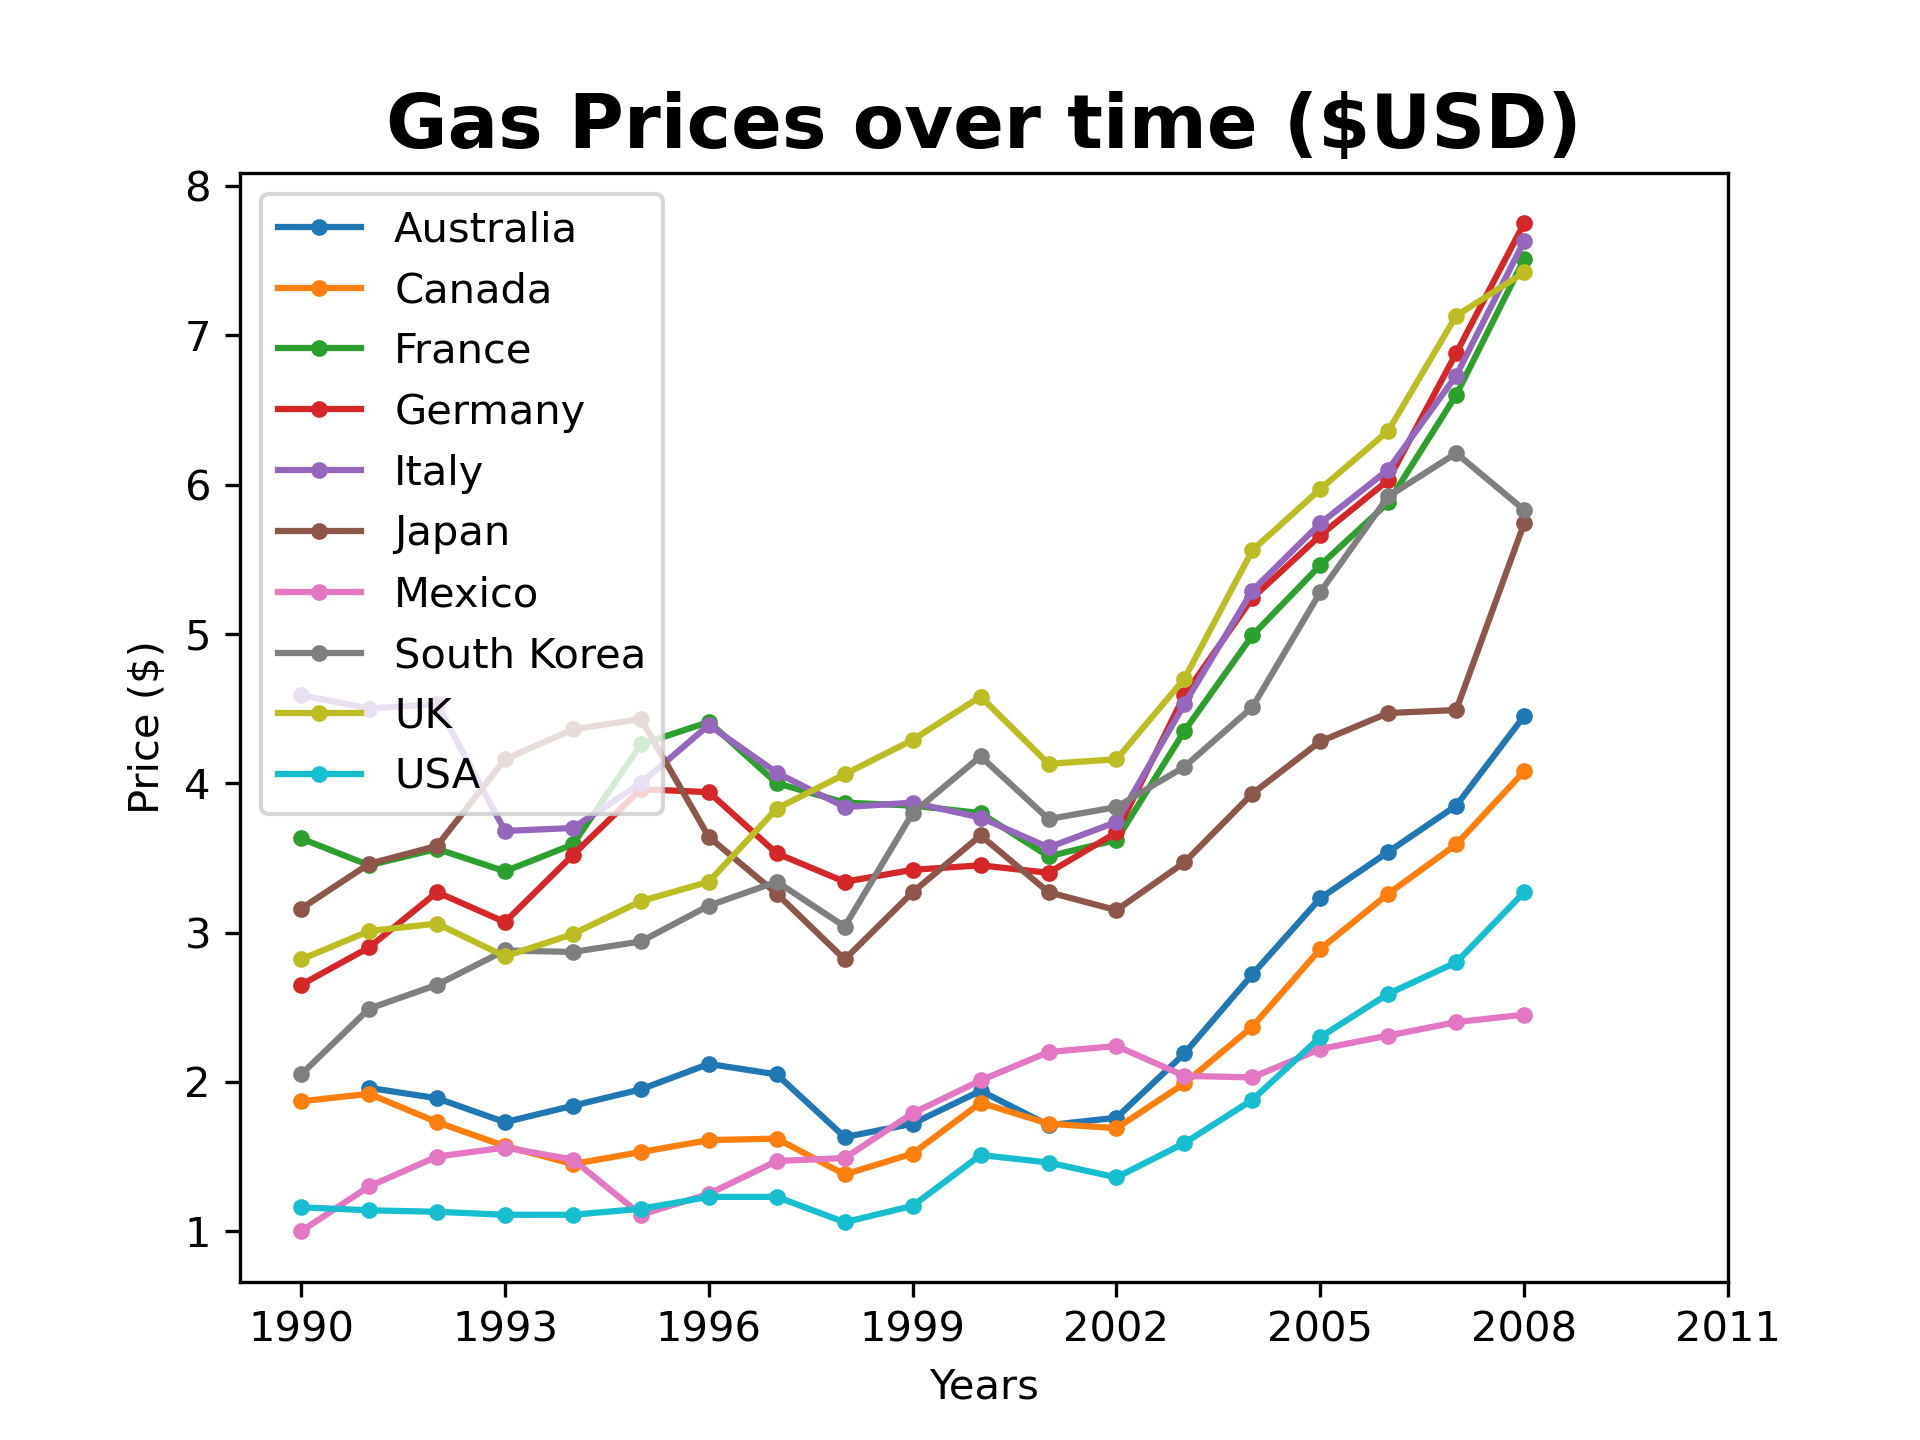 Gas Prices over time ($USD)
8
7
6
5
4
3
2
1
Price ($)
Australia
Canada
France
Germany
Italy
Japan
Mexico
South Korea
UK
USA
1990 1993 1996 1999 2002 2005 2008 2011
Years